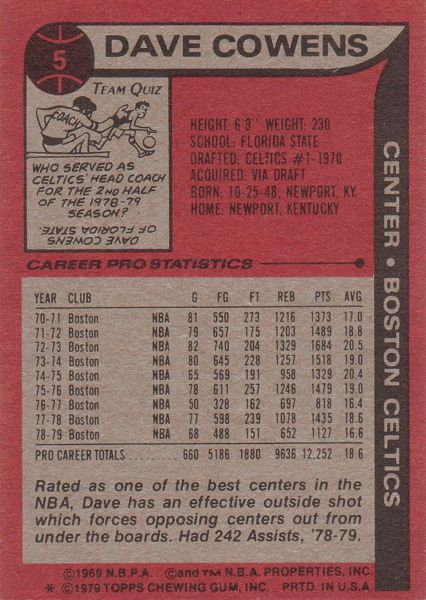 5
DAVE COWENS
TEAM QUIZ
COACH
WHO SERVED AS
CELTICS' HEAD COACH
FOR THE 2ND HALF
OF THE 1978-79
SEASON?
DAVE
COWENS
OF FLORIDA
STATE.
HEIGHT: 6'9" WEIGHT: 230
SCHOOL: FLORIDA STATE
DRAFTED: CELTICS #1-1970
ACQUIRED: VIA DRAFT
BORN: 10-25-48, NEWPORT, KY.
HOME: NEWPORT, KENTUCKY
CENTER • BOSTON CELTICS
CAREER PRO STATISTICS
YEAR CLUB G FG FT REB PTS AVG
70-71 Boston NBA 81 550 273 1216 1373 17.0
71-72 Boston NBA 79 657 175 1203 1489 18.8
72-73 Boston NBA 82 740 204 1329 1684 20.5
73-74 Boston NBA 80 645 228 1257 1518 19.0
74-75 Boston NBA 65 569 191 958 1329 20.4
75-76 Boston NBA 78 611 257 1246 1479 19.0
76-77 Boston NBA 50 328 162 697 818 16.4
77-78 Boston NBA 77 598 239 1078 1435 18.6
78-79 Boston NBA 68 488 151 652 1127 16.6
PRO CAREER TOTALS ......... 660 5186 1880 9636 12,252 18.6
Rated as one of the best centers in the
NBA, Dave has an effective outside shot
which forces opposing centers out from
under the boards. Had 242 Assists, '78-79.
©1969 N.B.P.A. ©and TM N.B.A. PROPERTIES, INC.
* ©1979 TOPPS CHEWING GUM, INC. PRTD. IN U.S.A.